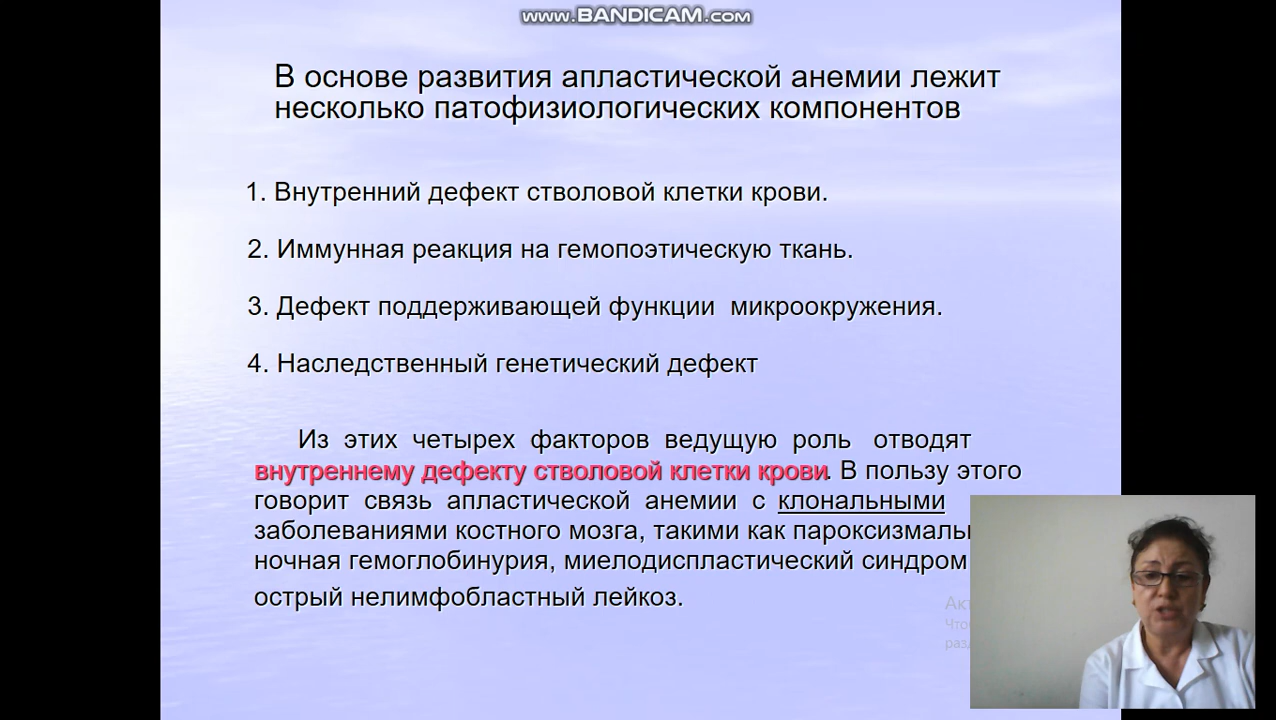 www.BANDICAM.com
В основе развития апластической анемии лежит
несколько патофизиологических компонентов
1. Внутренний дефект стволовой клетки крови.
2. Иммунная реакция на гемопоэтическую ткань.
3. Дефект поддерживающей функции микроокружения.
4. Наследственный генетический дефект
Из этих четырех факторов ведущую роль отводят
внутреннему дефекту стволовой клетки крови. В пользу этого
говорит связь апластической анемии с клональными
заболеваниями костного мозга, такими как
ночная гемоглобинурия, миелодиспластический синдром
острый нелимфобластный лейкоз.